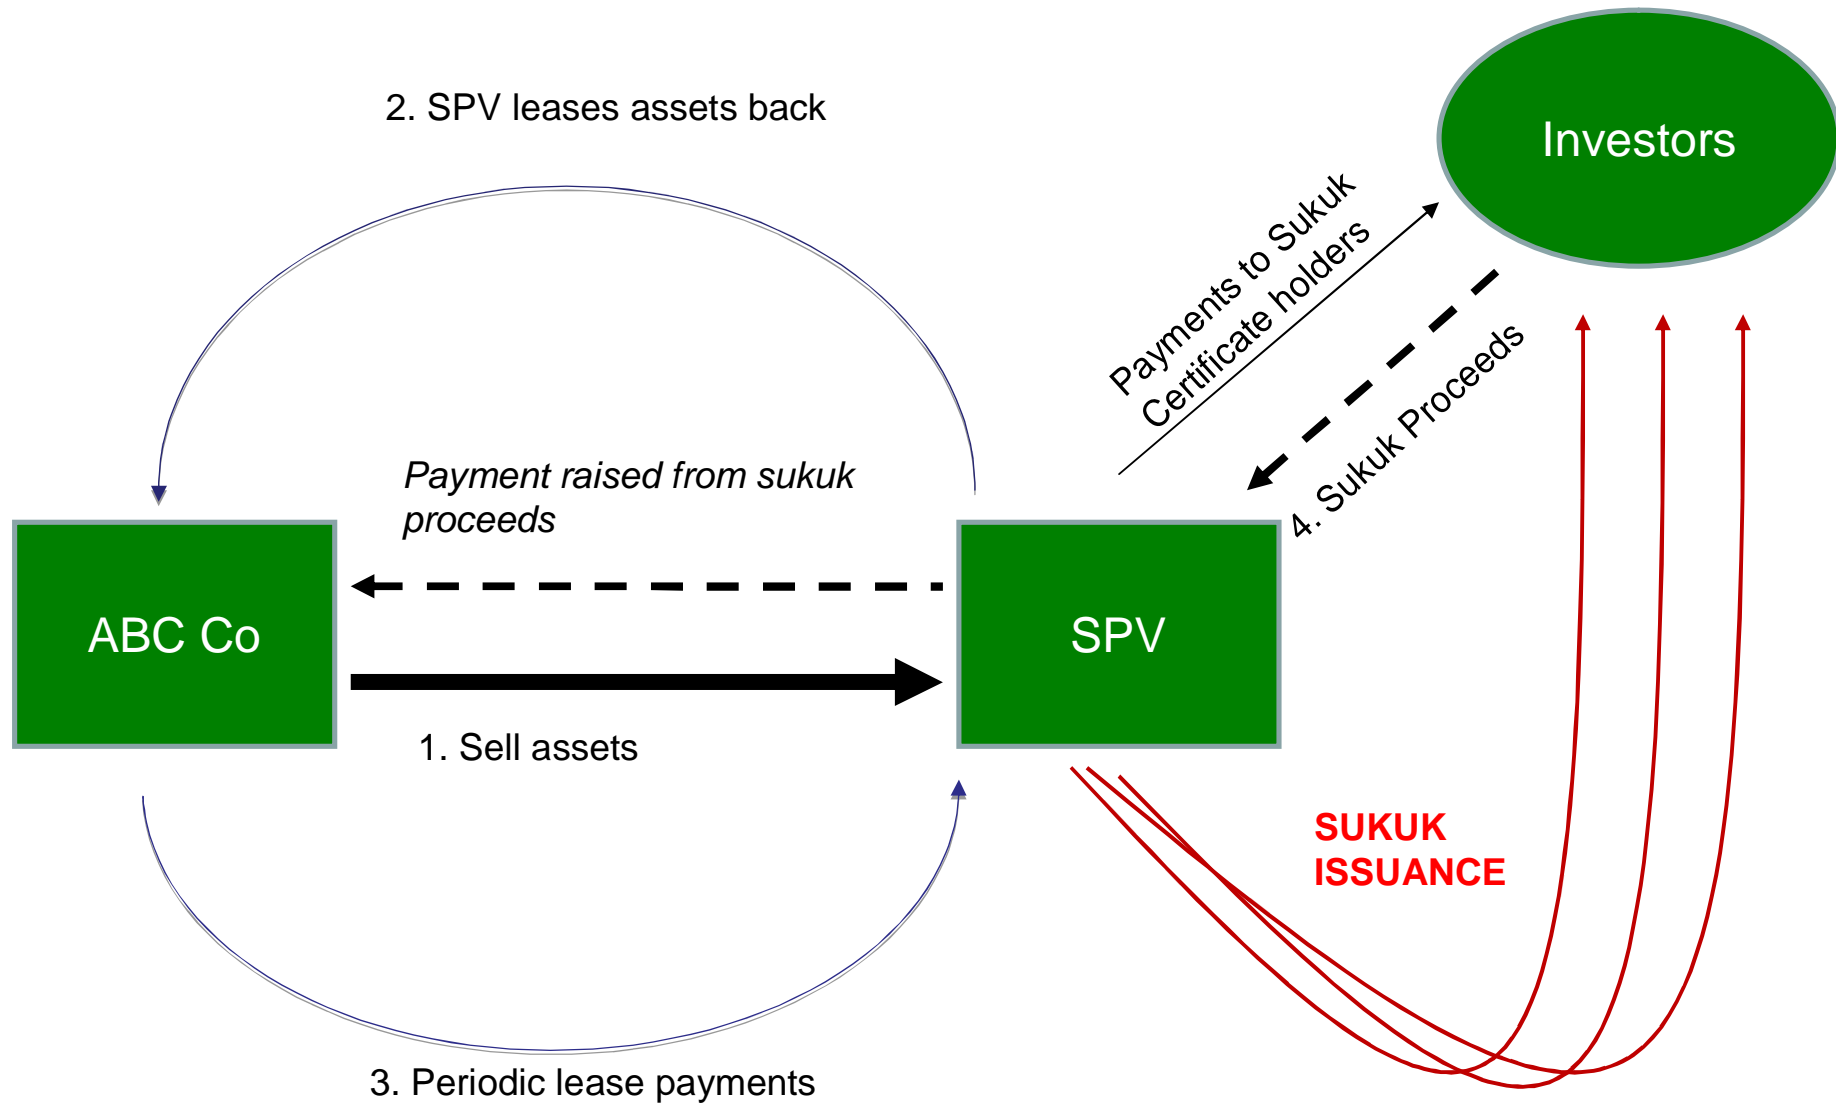 2. SPV leases assets back
Investors
Payments to Sukuk
Certificate holders
4. Sukuk Proceeds
Payment raised from sukuk
proceeds
ABC Co
SPV
1. Sell assets
SUKUK
ISSUANCE
3. Periodic lease payments